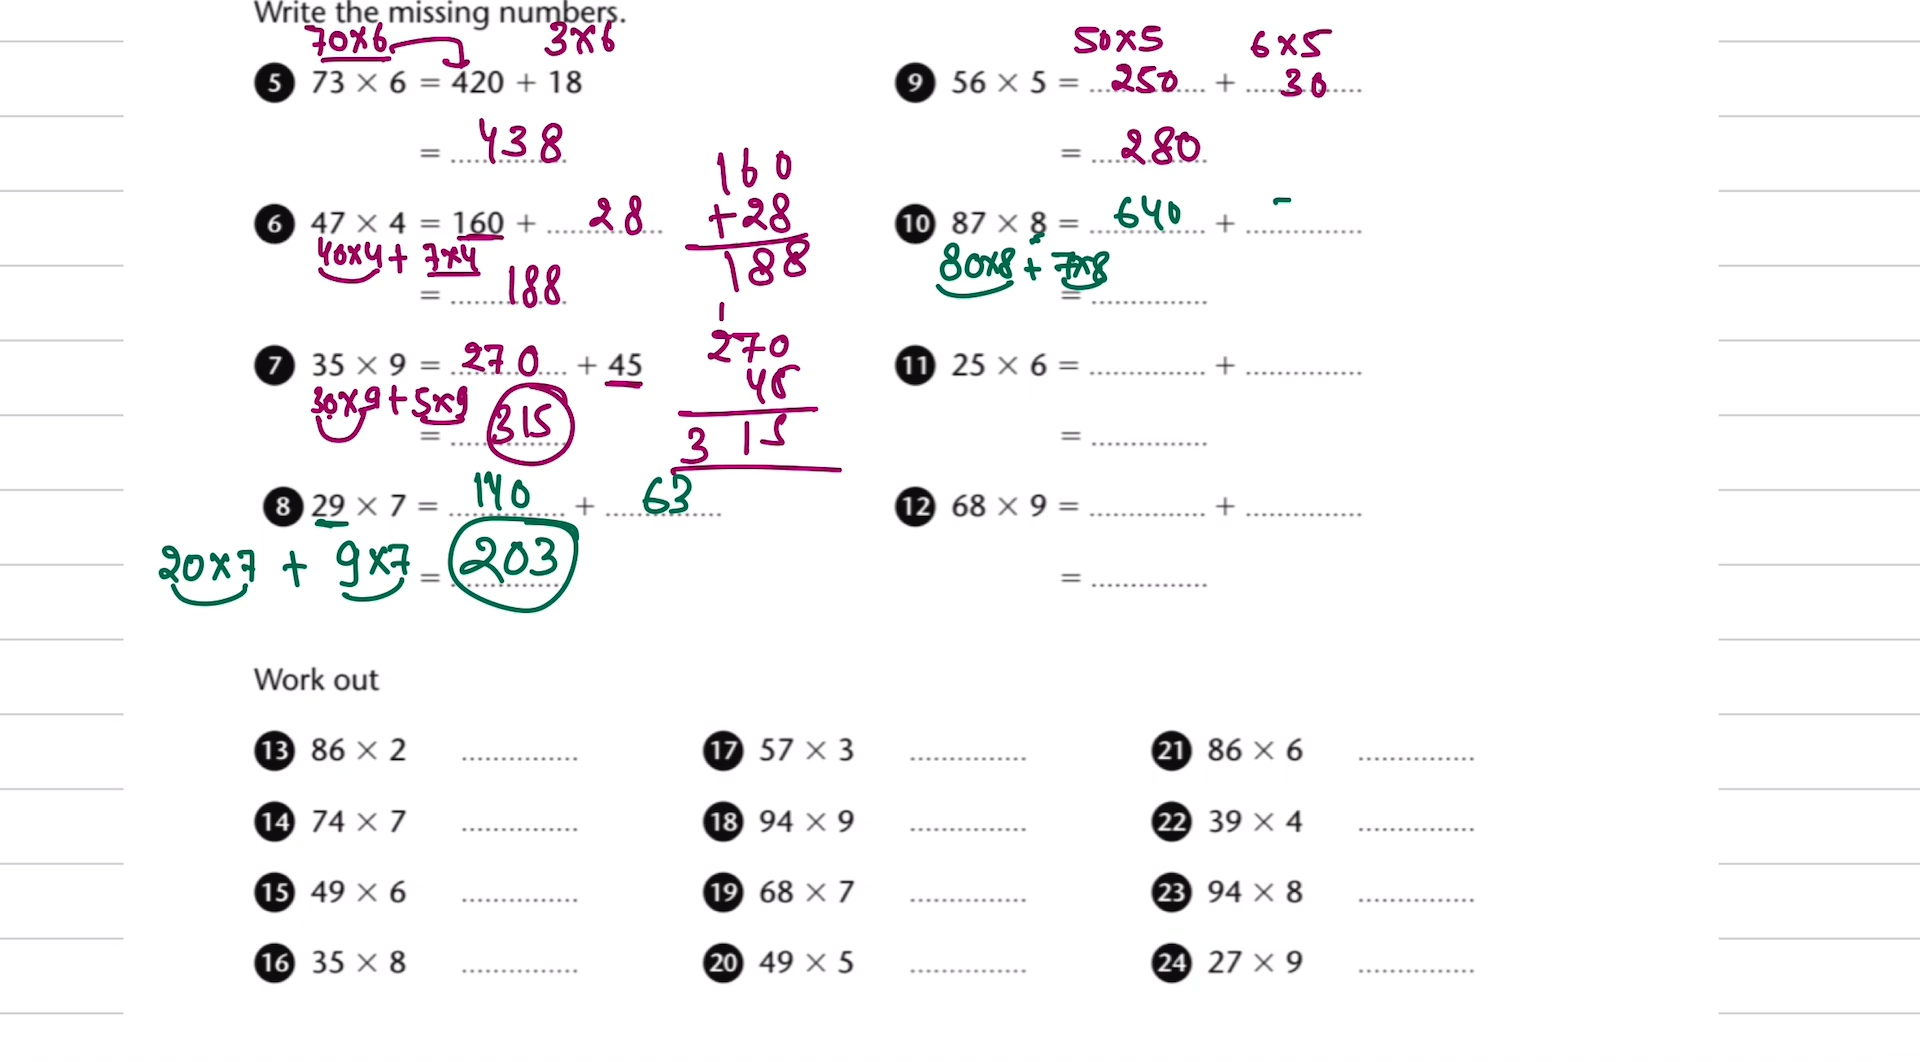 Write the missing numbers.
70×6 3×6
5 73 × 6 = 420 + 18
= 438
6 47 × 4 = 160 + 28
40×4 + 7×4
= 188
160
+28
188
7 35 × 9 = 270 + 45
30×9 + 5×9
= 315
1
270
45
315
8 29 × 7 = 140 + 63
20×7 + 9×7 = 203
50×5 6×5
9 56 × 5 = 250 + 30
= 280
10 87 × 8 = 640 +
80×8 + 7×8
=
11 25 × 6 = +
=
12 68 × 9 = +
=
Work out
13 86 × 2
14 74 × 7
15 49 × 6
16 35 × 8
17 57 × 3
18 94 × 9
19 68 × 7
20 49 × 5
21 86 × 6
22 39 × 4
23 94 × 8
24 27 × 9